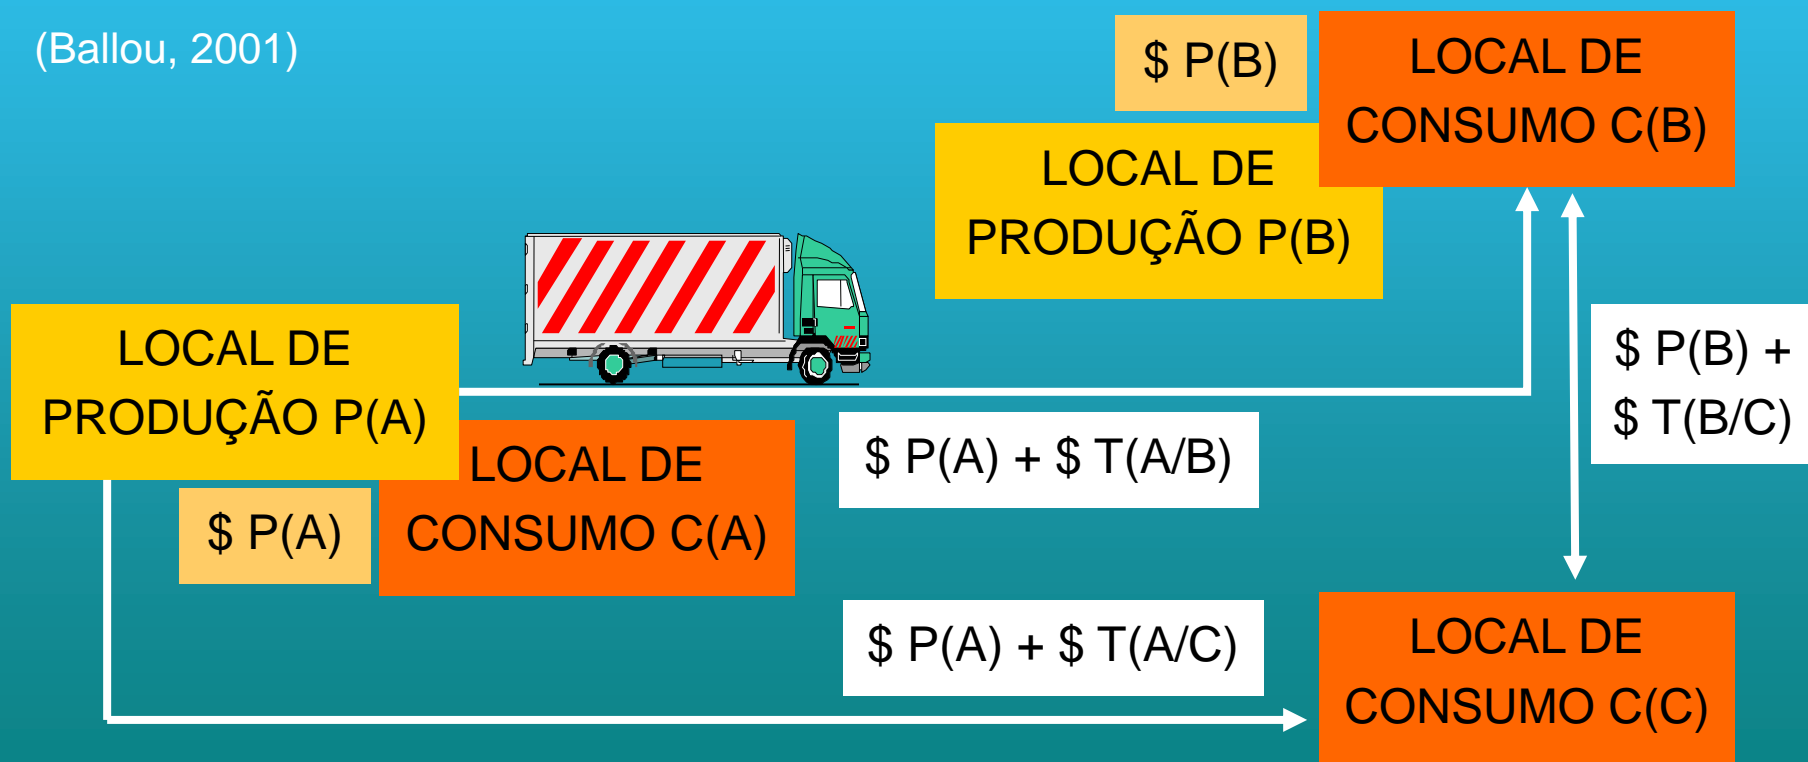 (Ballou, 2001)
$ P(B)
LOCAL DE
CONSUMO C(B)
LOCAL DE
PRODUÇÃO P(B)
LOCAL DE
PRODUÇÃO P(A)
$ P(B) +
$ T(B/C)
$ P(A) + $ T(A/B)
LOCAL DE
CONSUMO C(A)
$ P(A)
$ P(A) + $ T(A/C)
LOCAL DE
CONSUMO C(C)